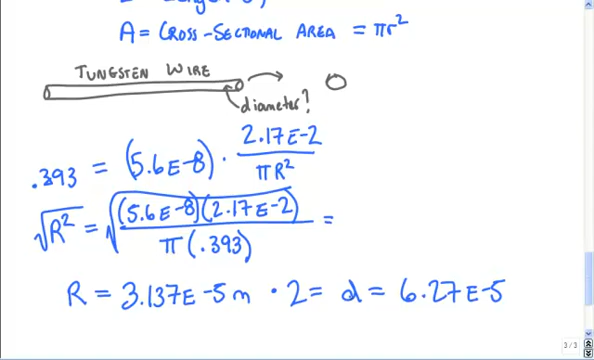 A = CROSS-SECTIONAL AREA = πr²
TUNGSTEN WIRE
diameter?
.393 = (5.6E-8) · 2.17E-2 / πR²
√R² = √(5.6E-8)(2.17E-2) / π(.393) =
R = 3.137E-5m · 2 = d = 6.27E-5
3 / 3